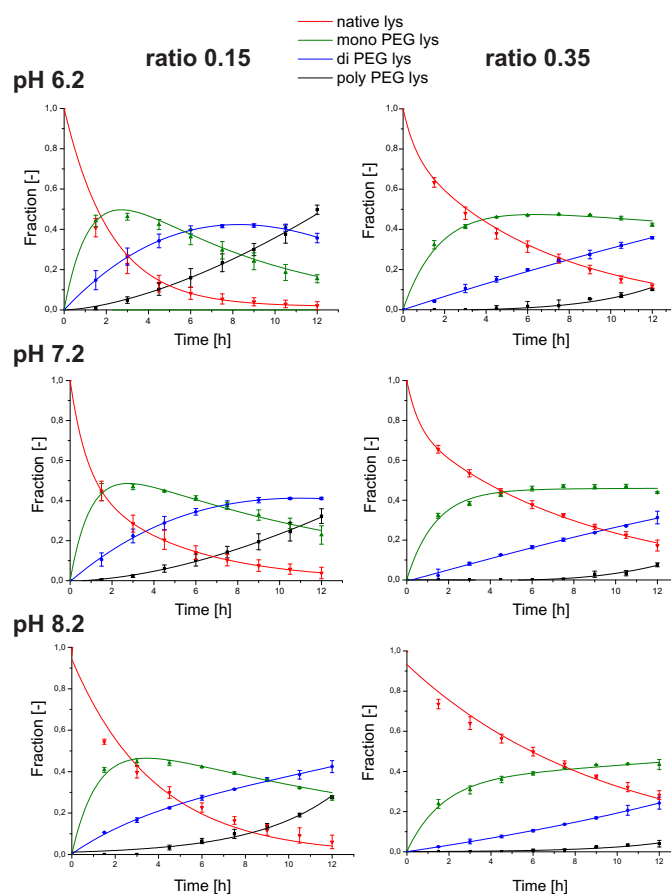 native lys
mono PEG lys
di PEG lys
poly PEG lys
ratio 0.15
ratio 0.35
pH 6.2
1,0
0,8
0,6
0,4
0,2
0,0
Fraction [-]
0 2 4 6 8 10 12
Time [h]
1,0
0,8
0,6
0,4
0,2
0,0
Fraction [-]
0 2 4 6 8 10 12
Time [h]
pH 7.2
1,0
0,8
0,6
0,4
0,2
0,0
Fraction [-]
0 2 4 6 8 10 12
Time [h]
1,0
0,8
0,6
0,4
0,2
0,0
Fraction [-]
0 2 4 6 8 10 12
Time [h]
pH 8.2
1,0
0,8
0,6
0,4
0,2
0,0
Fraction [-]
0 2 4 6 8 10 12
Time [h]
1,0
0,8
0,6
0,4
0,2
0,0
Fraction [-]
0 2 4 6 8 10 12
Time [h]